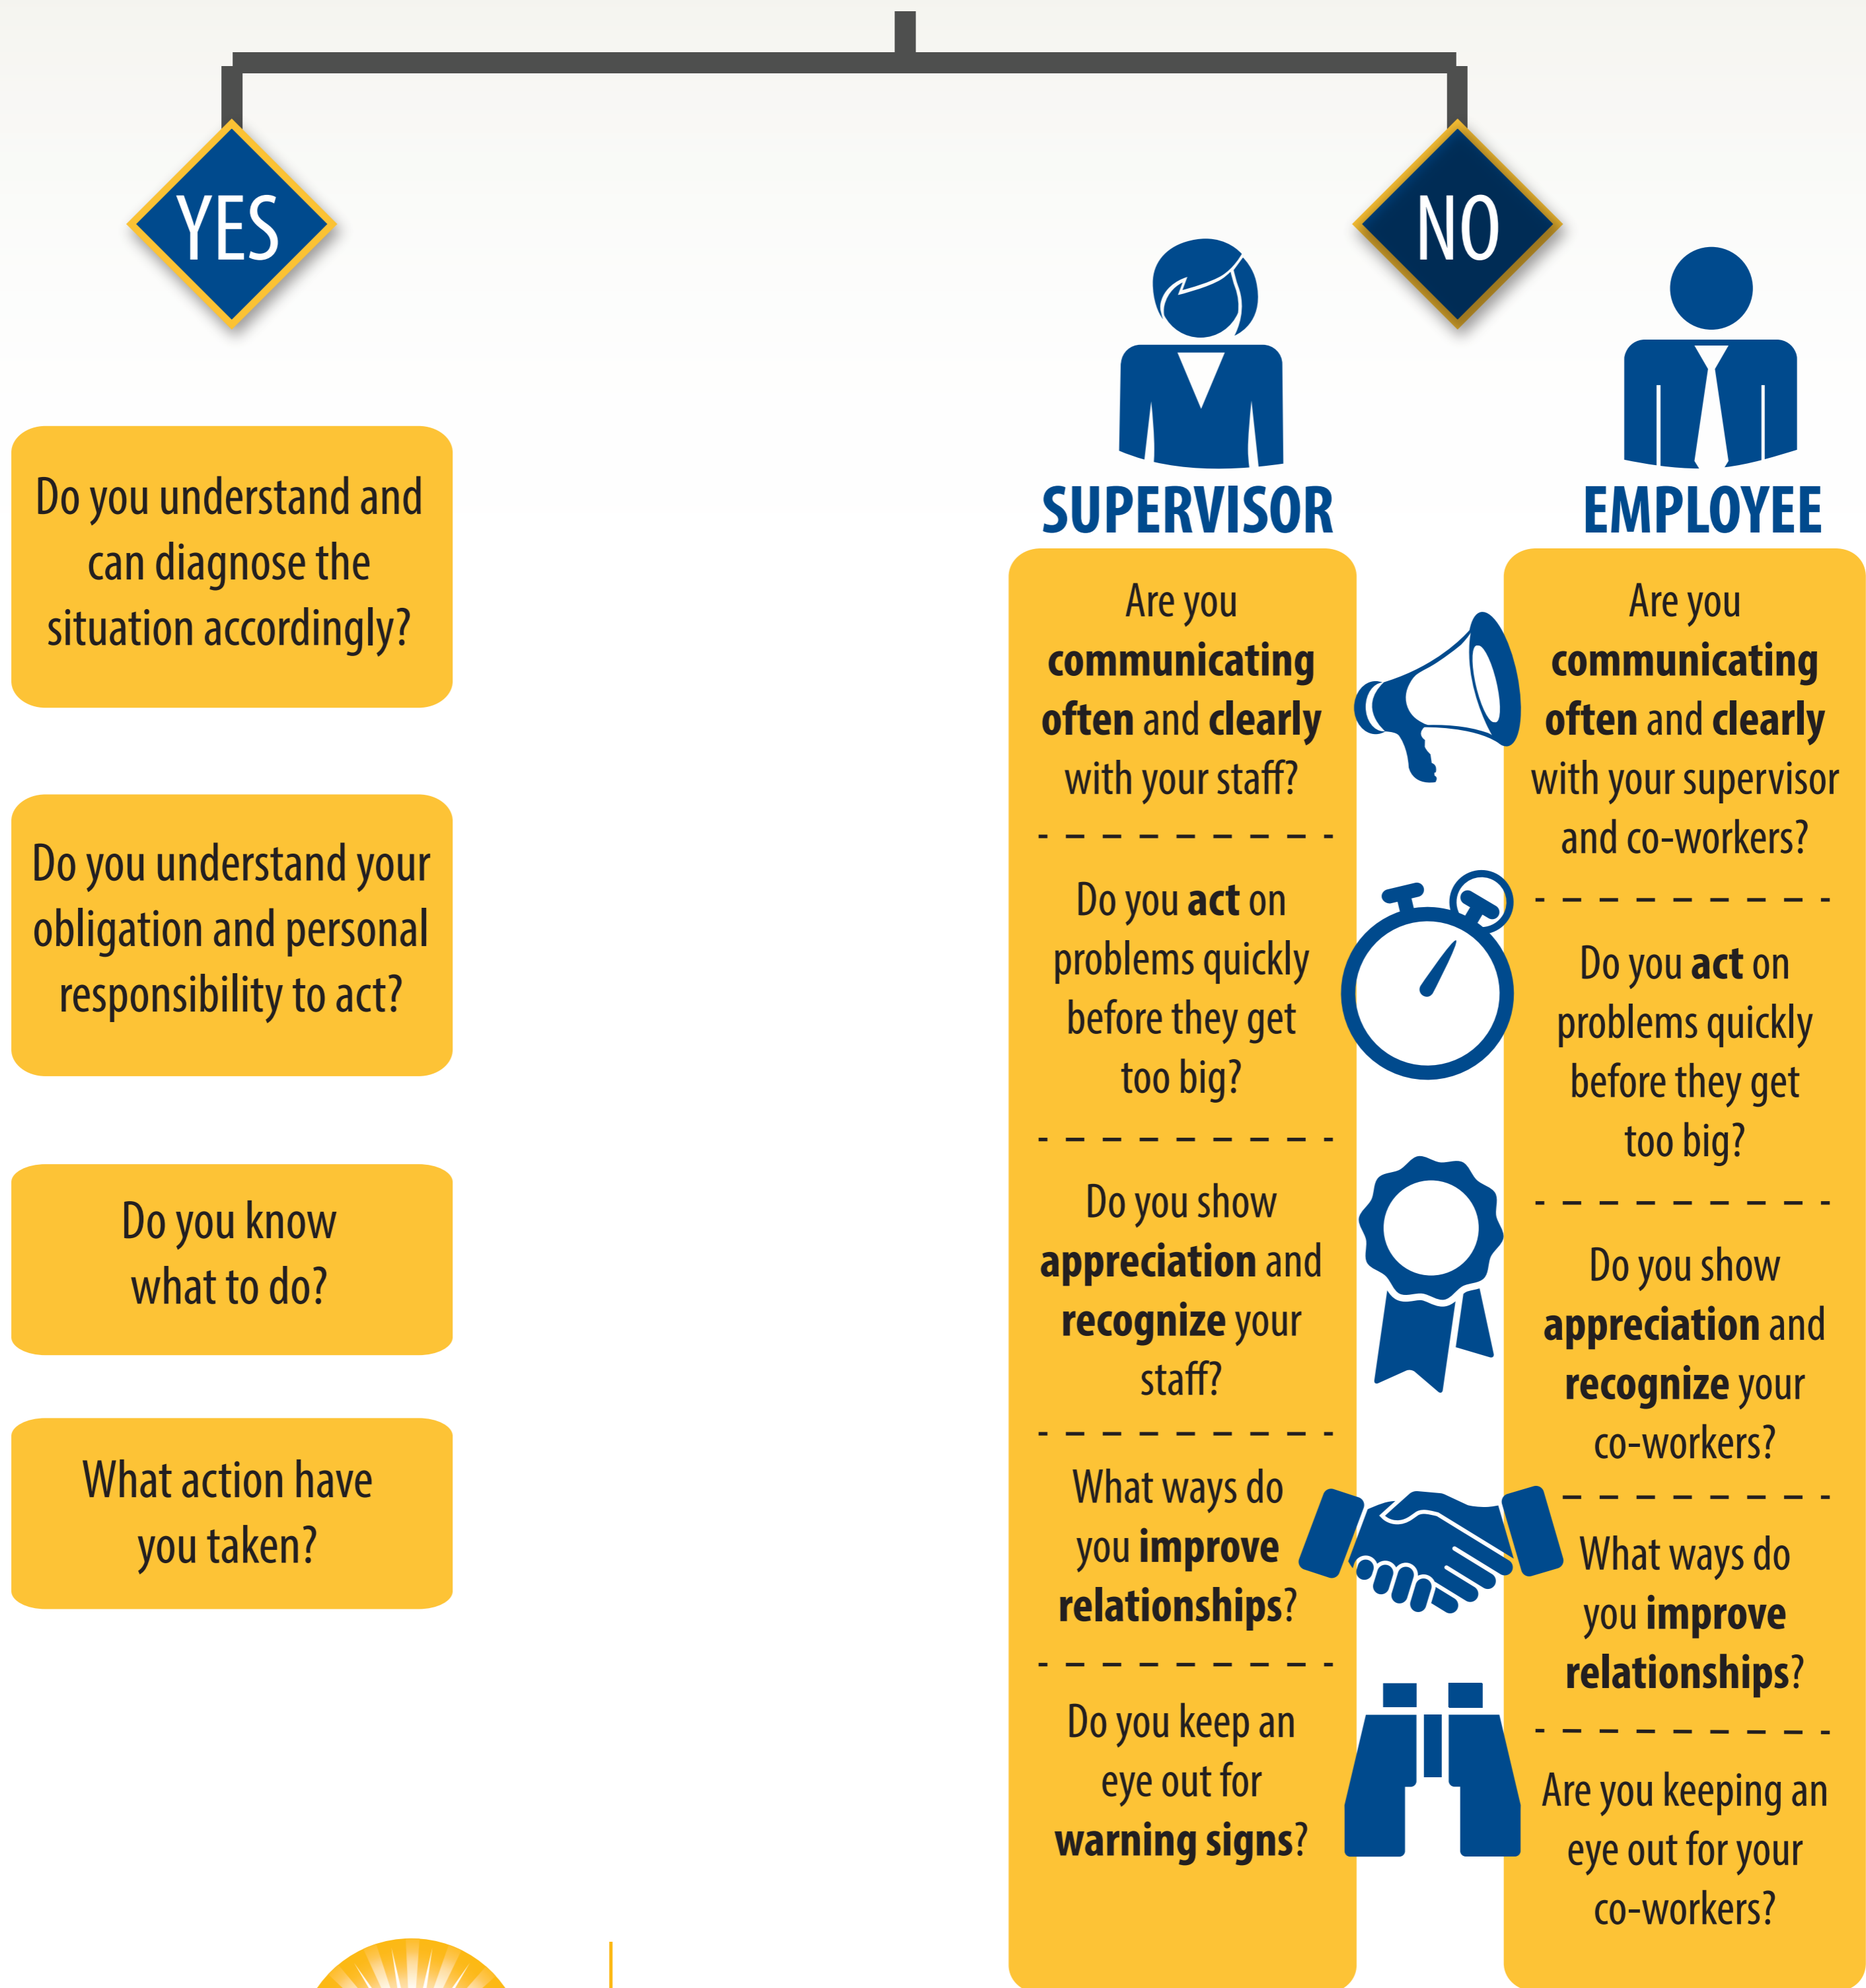 YES
NO
Do you understand and
can diagnose the
situation accordingly?
Do you understand your
obligation and personal
responsibility to act?
Do you know
what to do?
What action have
you taken?
SUPERVISOR
Are you
communicating
often and clearly
with your staff?
Do you act on
problems quickly
before they get
too big?
Do you show
appreciation and
recognize your
staff?
What ways do
you improve
relationships?
Do you keep an
eye out for
warning signs?
EMPLOYEE
Are you
communicating
often and clearly
with your supervisor
and co-workers?
Do you act on
problems quickly
before they get
too big?
Do you show
appreciation and
recognize your
co-workers?
What ways do
you improve
relationships?
Are you keeping an
eye out for your
co-workers?